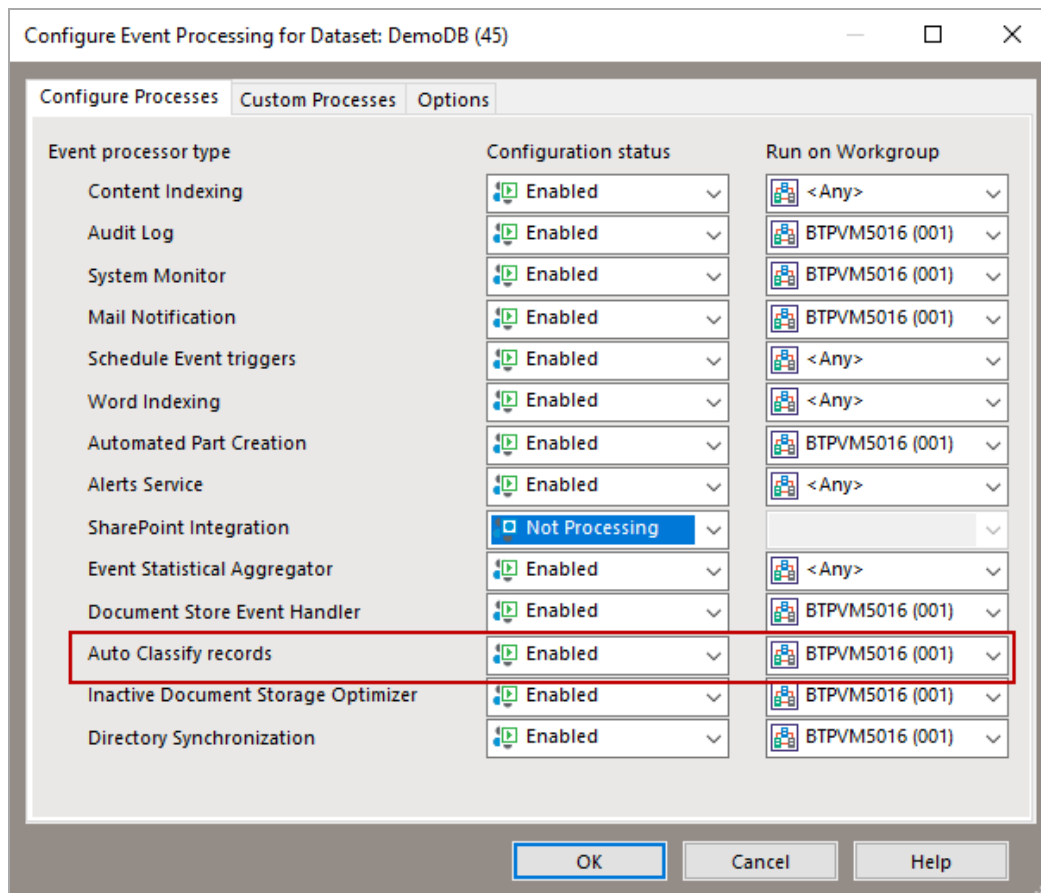 Configure Event Processing for Dataset: DemoDB (45)
Configure Processes Custom Processes Options
Event processor type Configuration status Run on Workgroup
Content Indexing Enabled <Any>
Audit Log Enabled BTPVM5016 (001)
System Monitor Enabled BTPVM5016 (001)
Mail Notification Enabled BTPVM5016 (001)
Schedule Event triggers Enabled <Any>
Word Indexing Enabled <Any>
Automated Part Creation Enabled BTPVM5016 (001)
Alerts Service Enabled <Any>
SharePoint Integration Not Processing
Event Statistical Aggregator Enabled <Any>
Document Store Event Handler Enabled BTPVM5016 (001)
Auto Classify records Enabled BTPVM5016 (001)
Inactive Document Storage Optimizer Enabled BTPVM5016 (001)
Directory Synchronization Enabled BTPVM5016 (001)
OK Cancel Help